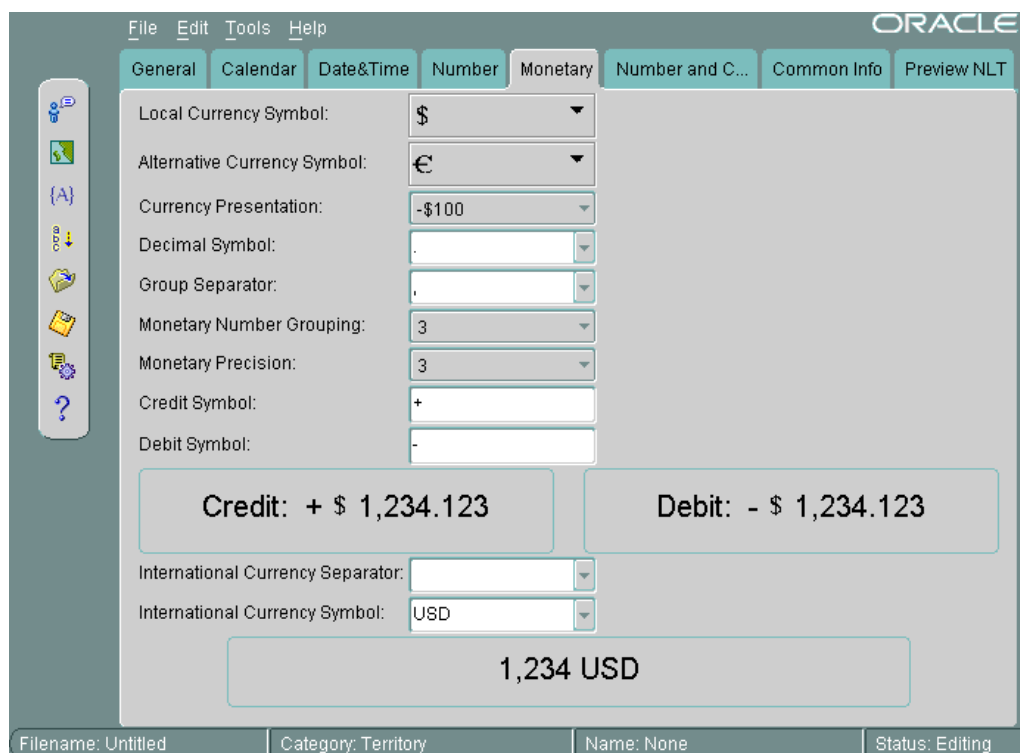 File Edit Tools Help
ORACLE
General Calendar Date&Time Number Monetary Number and C... Common Info Preview NLT
Local Currency Symbol: $
Alternative Currency Symbol: €
Currency Presentation: -$100
Decimal Symbol: .
Group Separator: ,
Monetary Number Grouping: 3
Monetary Precision: 3
Credit Symbol: +
Debit Symbol: -
Credit: + $ 1,234.123
Debit: - $ 1,234.123
International Currency Separator:
International Currency Symbol: USD
1,234 USD
Filename: Untitled
Category: Territory
Name: None
Status: Editing
{A}
a
b
c
?